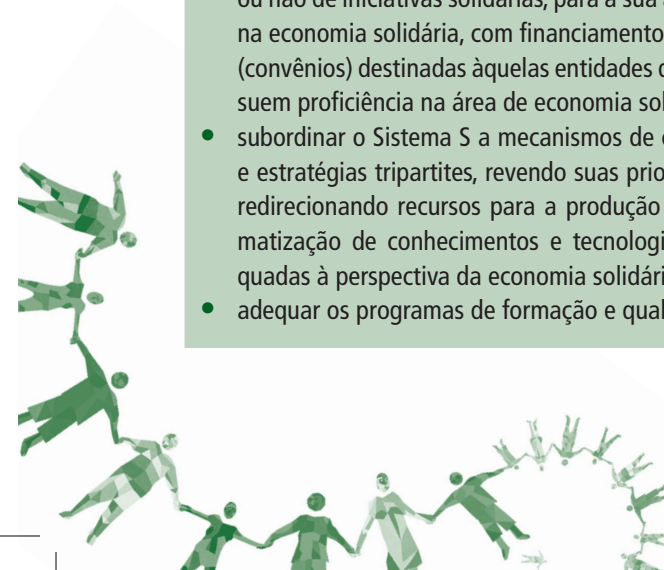 ou não de iniciativas solidárias, para a sua
na economia solidária, com financiamento
(convênios) destinadas àquelas entidades
suem proficiência na área de economia sol
• subordinar o Sistema S a mecanismos de
e estratégias tripartites, revendo suas prio
redirecionando recursos para a produção
matização de conhecimentos e tecnologi
quadas à perspectiva da economia solidári
• adequar os programas de formação e qual